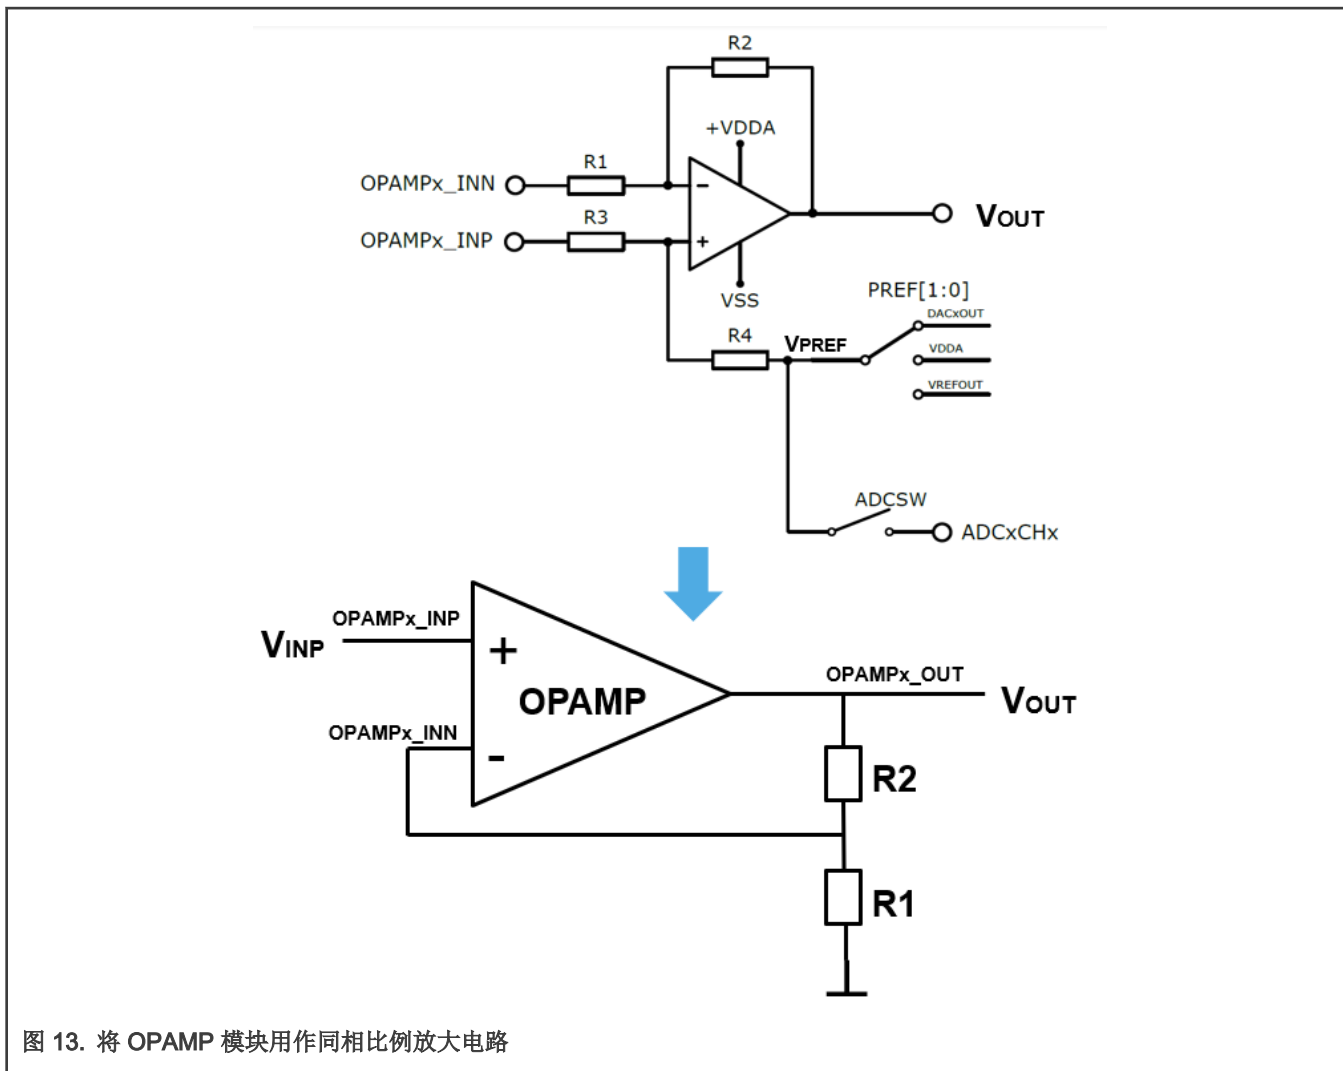 R2
+VDDA
R1
OPAMPx_INN
-
VOUT
R3
OPAMPx_INP
+
VSS
PREF[1:0]
DACxOUT
R4
VPREF
VDDA
VREFOUT
ADCSW
ADCxCHx
OPAMPx_INP
VINP
+
OPAMPx_OUT
OPAMP
VOUT
OPAMPx_INN
-
R2
R1
图 13. 将 OPAMP 模块用作同相比例放大电路